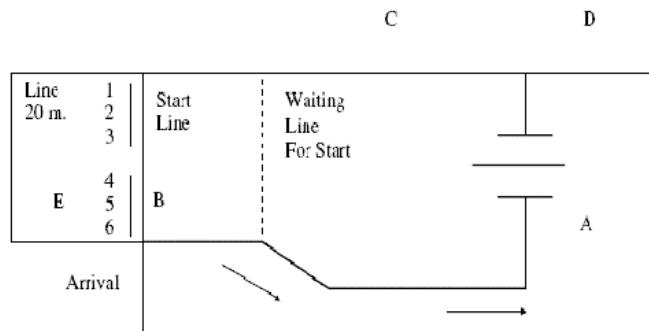 C D
Line 1 Start Waiting
20 m. 2 Line Line
3 For Start
4
E 5 B
6 A
Arrival